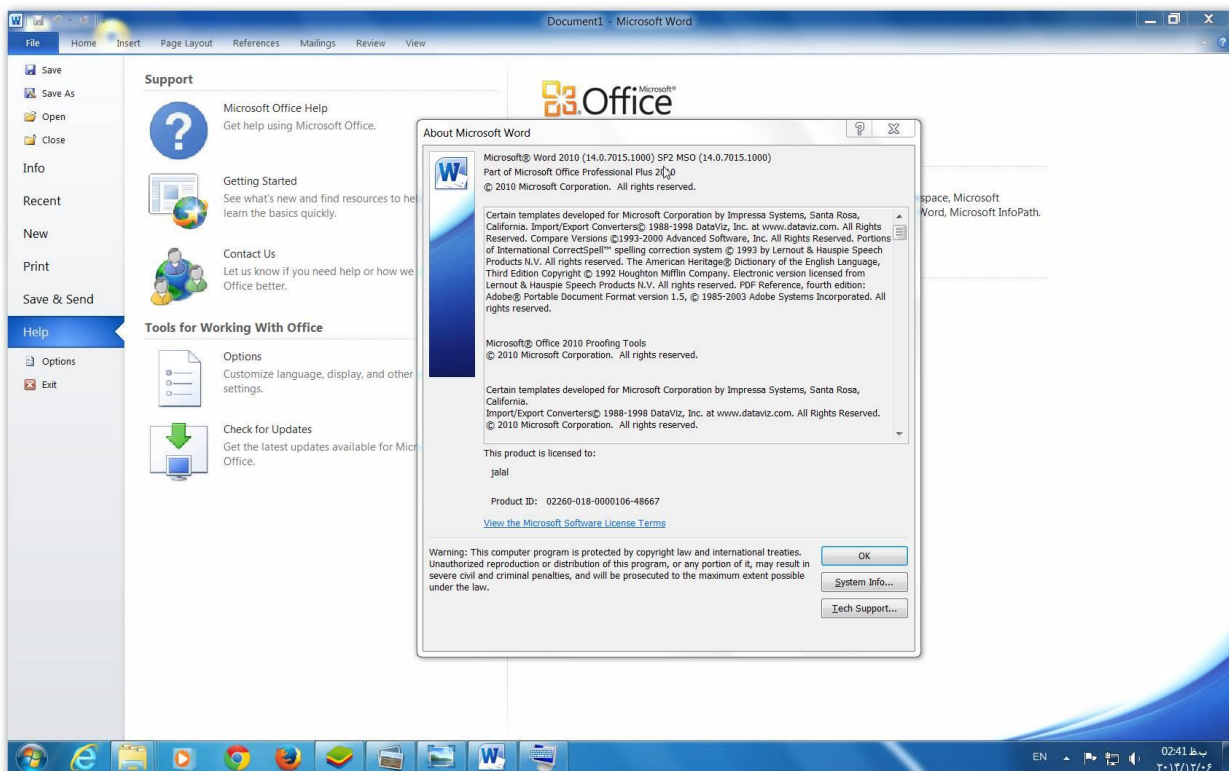 Document1 - Microsoft Word
File Home Insert Page Layout References Mailings Review View
Save
Save As
Open
Close
Info
Recent
New
Print
Save & Send
Help
Options
Exit
Support
Microsoft Office Help
Get help using Microsoft Office.
Getting Started
See what's new and find resources to hel
learn the basics quickly.
Contact Us
Let us know if you need help or how we
Office better.
Tools for Working With Office
Options
Customize language, display, and other
settings.
Check for Updates
Get the latest updates available for Micr
Office.
Microsoft®
Office
space, Microsoft
Word, Microsoft InfoPath.
About Microsoft Word
Microsoft® Word 2010 (14.0.7015.1000) SP2 MSO (14.0.7015.1000)
Part of Microsoft Office Professional Plus 2010
© 2010 Microsoft Corporation. All rights reserved.
Certain templates developed for Microsoft Corporation by Impressa Systems, Santa Rosa,
California. Import/Export Converters© 1988-1998 DataViz, Inc. at www.dataviz.com. All Rights
Reserved. Compare Versions ©1993-2000 Advanced Software, Inc. All Rights Reserved. Portions
of International CorrectSpell™ spelling correction system © 1993 by Lernout & Hauspie Speech
Products N.V. All rights reserved. The American Heritage® Dictionary of the English Language,
Third Edition Copyright © 1992 Houghton Mifflin Company. Electronic version licensed from
Lernout & Hauspie Speech Products N.V. All rights reserved. PDF Reference, fourth edition:
Adobe® Portable Document Format version 1.5, © 1985-2003 Adobe Systems Incorporated. All
rights reserved.
Microsoft® Office 2010 Proofing Tools
© 2010 Microsoft Corporation. All rights reserved.
Certain templates developed for Microsoft Corporation by Impressa Systems, Santa Rosa,
California.
Import/Export Converters© 1988-1998 DataViz, Inc. at www.dataviz.com. All Rights Reserved.
© 2010 Microsoft Corporation. All rights reserved.
This product is licensed to:
jalal
Product ID: 02260-018-0000106-48667
View the Microsoft Software License Terms
Warning: This computer program is protected by copyright law and international treaties.
Unauthorized reproduction or distribution of this program, or any portion of it, may result in
severe civil and criminal penalties, and will be prosecuted to the maximum extent possible
under the law.
OK
System Info...
Tech Support...
EN
02:41 ب.ظ
۲۰۱۴/۱۲/۰۶